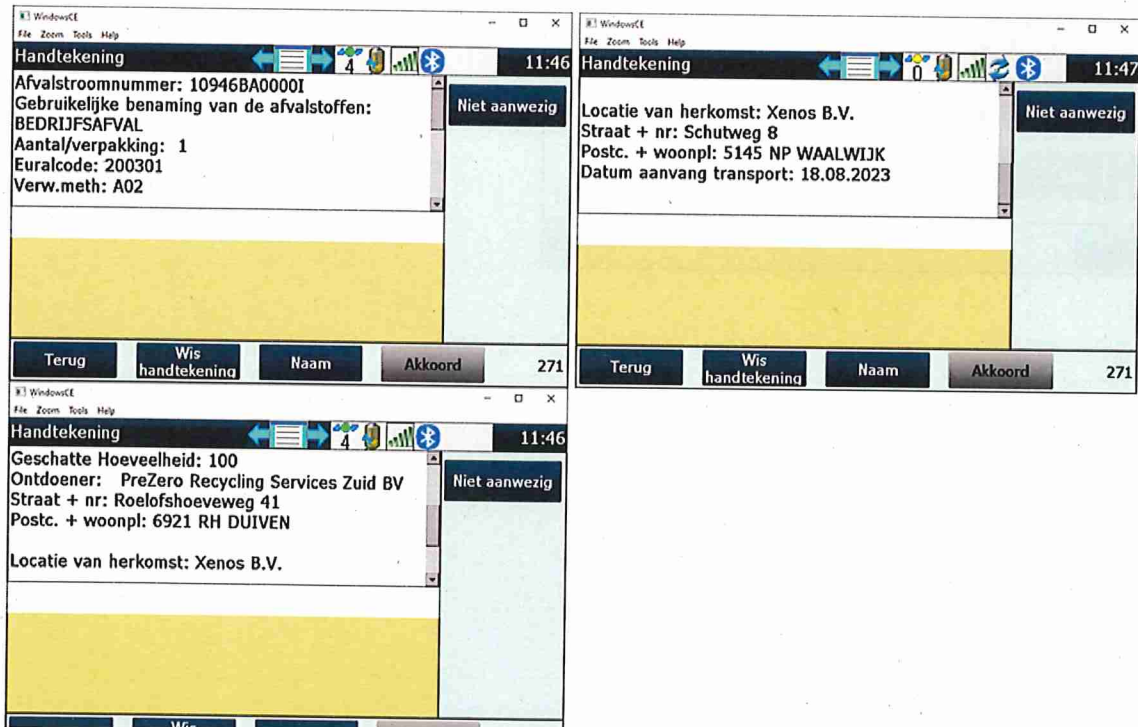 WindowsCE
File Zoom Tools Help
Handtekening 4 11:46
Afvalstroomnummer: 10946BA0000I
Gebruikelijke benaming van de afvalstoffen:
BEDRIJFSAFVAL
Aantal/verpakking: 1
Euralcode: 200301
Verw.meth: A02
Niet aanwezig
Terug
Wis
handtekening
Naam
Akkoord
271
WindowsCE
File Zoom Tools Help
Handtekening 0 11:47
Locatie van herkomst: Xenos B.V.
Straat + nr: Schutweg 8
Postc. + woonpl: 5145 NP WAALWIJK
Datum aanvang transport: 18.08.2023
Niet aanwezig
Terug
Wis
handtekening
Naam
Akkoord
271
WindowsCE
File Zoom Tools Help
Handtekening 4 11:46
Geschatte Hoeveelheid: 100
Ontdoener: PreZero Recycling Services Zuid BV
Straat + nr: Roelofshoeveweg 41
Postc. + woonpl: 6921 RH DUIVEN
Locatie van herkomst: Xenos B.V.
Niet aanwezig
Wis